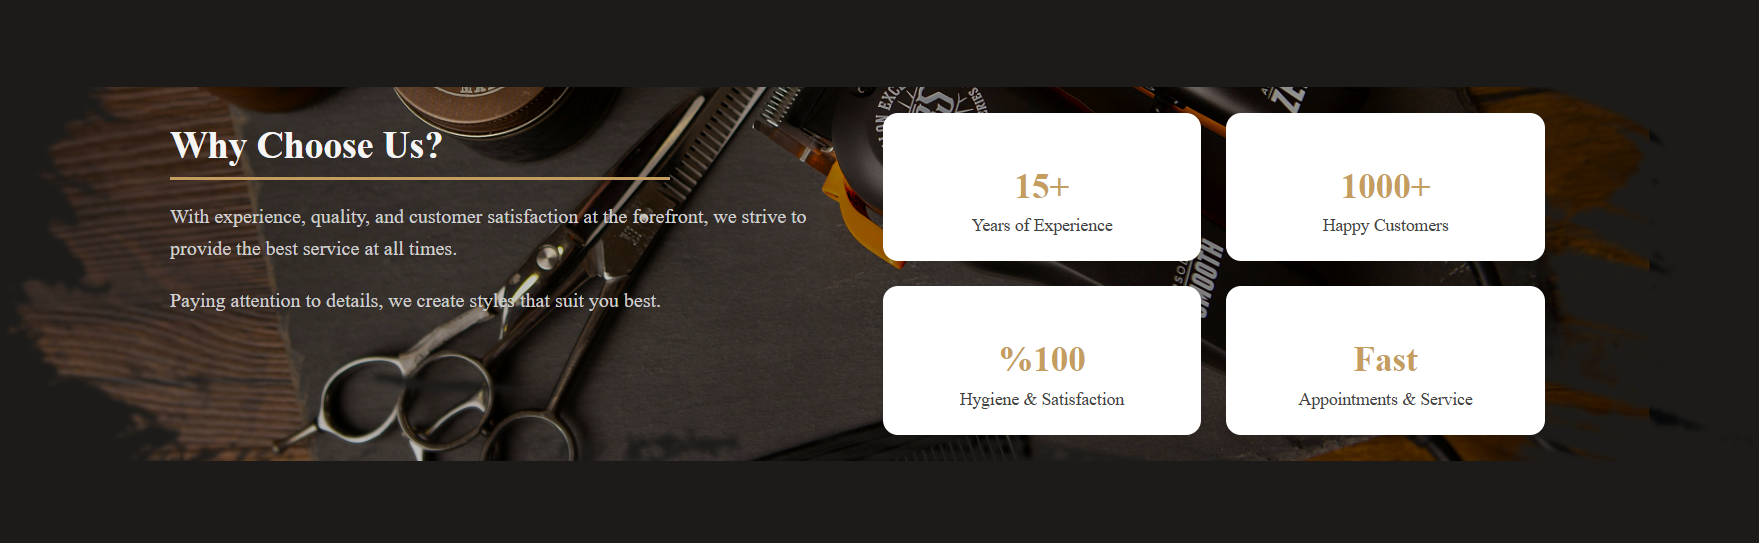 Why Choose Us?
With experience, quality, and customer satisfaction at the forefront, we strive to
provide the best service at all times.
Paying attention to details, we create styles that suit you best.
15+
Years of Experience
1000+
Happy Customers
%100
Hygiene & Satisfaction
Fast
Appointments & Service